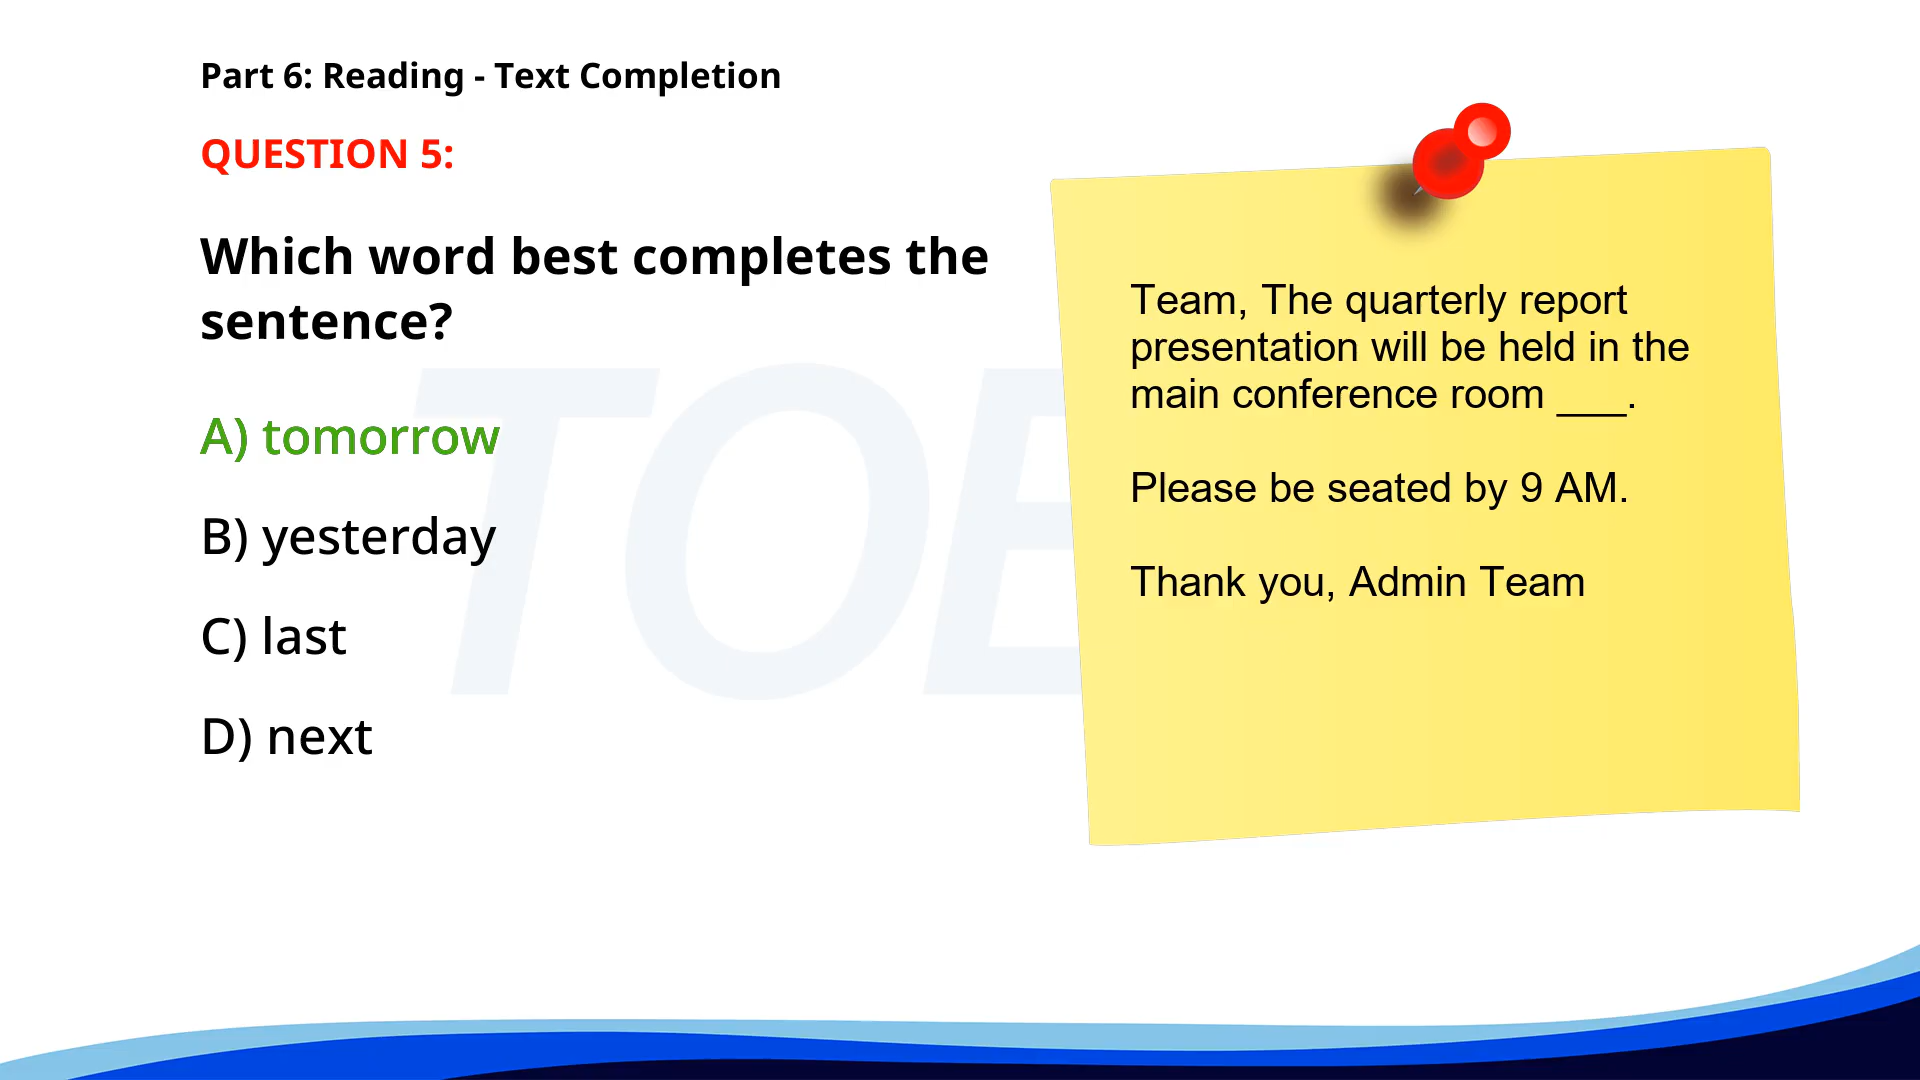 Part 6: Reading - Text Completion
QUESTION 5:
Which word best completes the
sentence?
A) tomorrow
B) yesterday
C) last
D) next
Team, The quarterly report
presentation will be held in the
main conference room ___.
Please be seated by 9 AM.
Thank you, Admin Team